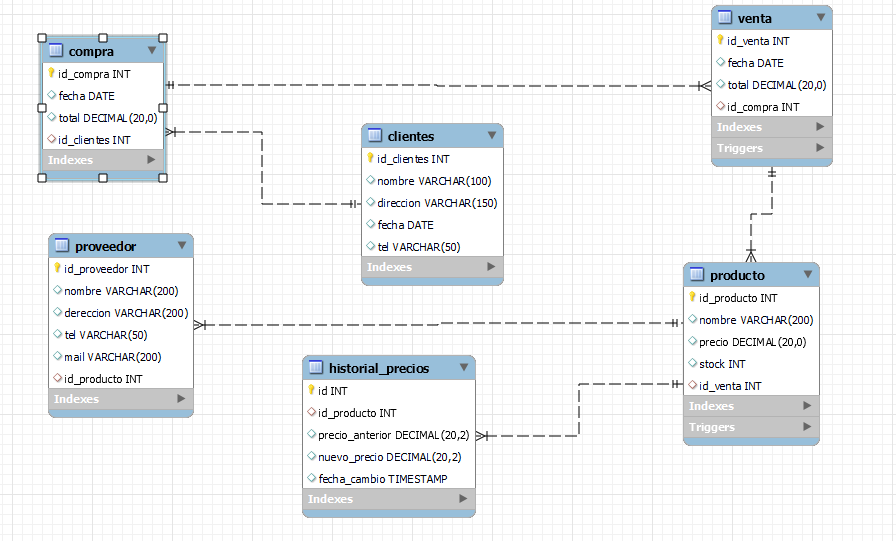 compra
id_compra INT
fecha DATE
total DECIMAL(20,0)
id_clientes INT
Indexes
venta
id_venta INT
fecha DATE
total DECIMAL(20,0)
id_compra INT
Indexes
Triggers
clientes
id_clientes INT
nombre VARCHAR(100)
direccion VARCHAR(150)
fecha DATE
tel VARCHAR(50)
Indexes
proveedor
id_proveedor INT
nombre VARCHAR(200)
dereccion VARCHAR(200)
tel VARCHAR(50)
mail VARCHAR(200)
id_producto INT
Indexes
producto
id_producto INT
nombre VARCHAR(200)
precio DECIMAL(20,0)
stock INT
id_venta INT
Indexes
Triggers
historial_precios
id INT
id_producto INT
precio_anterior DECIMAL(20,2)
nuevo_precio DECIMAL(20,2)
fecha_cambio TIMESTAMP
Indexes